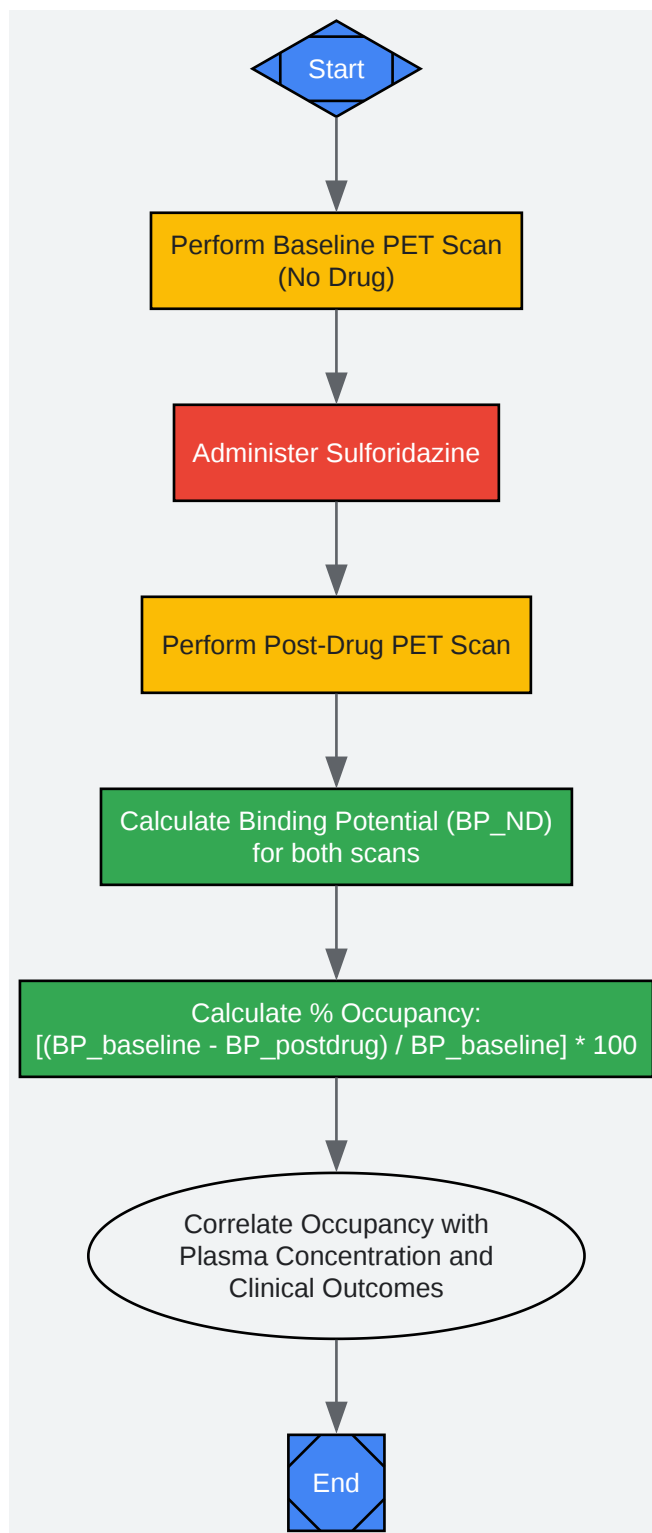 Start
Perform Baseline PET Scan
(No Drug)
Administer Sulforidazine
Perform Post-Drug PET Scan
Calculate Binding Potential (BP_ND)
for both scans
Calculate % Occupancy:
[(BP_baseline - BP_postdrug) / BP_baseline] * 100
Correlate Occupancy with
Plasma Concentration and
Clinical Outcomes
End